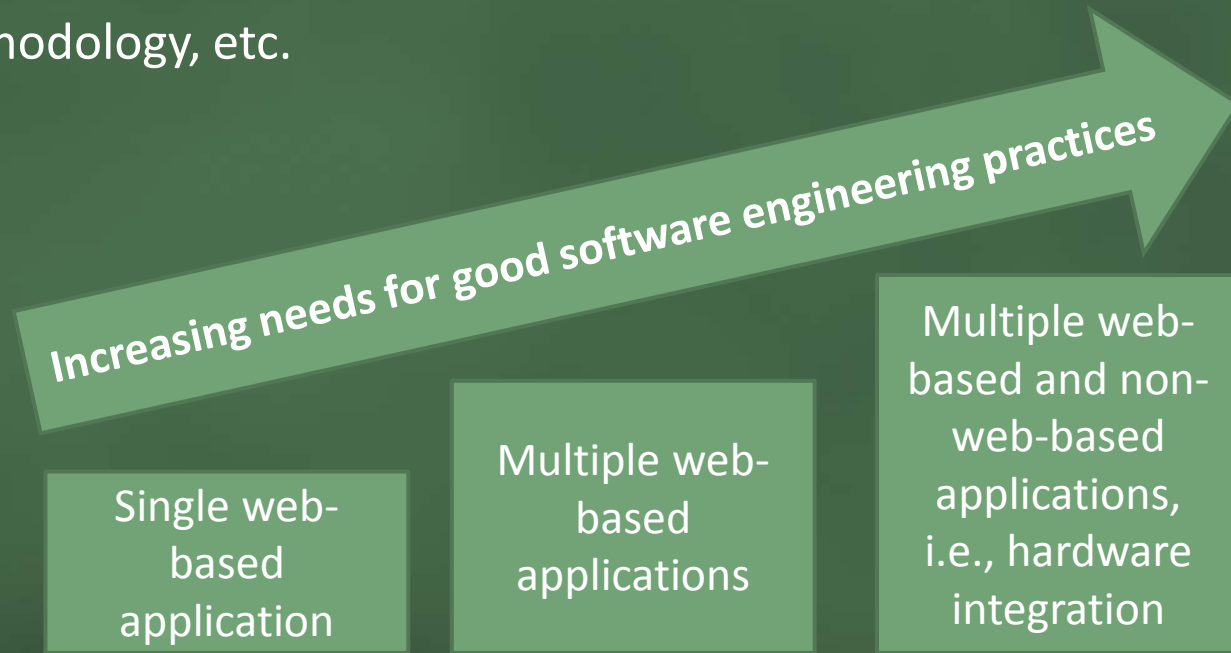 etc.
Increasing needs for good software engineering practices
Single web-
based
application
Multiple web-
based
applications
Multiple web-
based and non-
web-based
applications,
i.e., hardware
integration